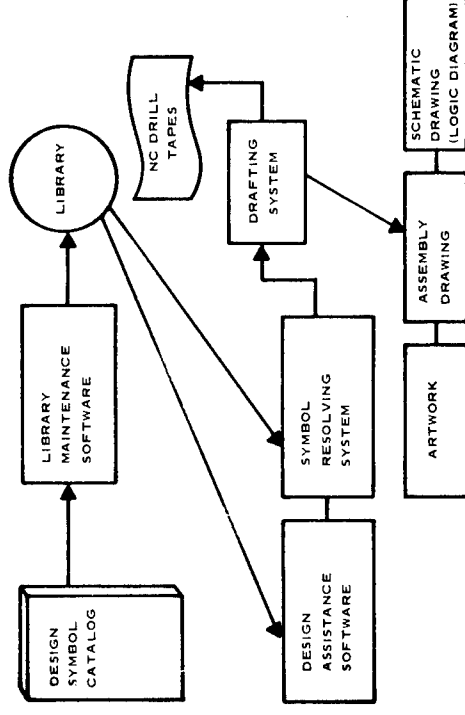 DESIGN
SYMBOL
CATALOG
LIBRARY
MAINTENANCE
SOFTWARE
LIBRARY
DESIGN
ASSISTANCE
SOFTWARE
SYMBOL
RESOLVING
SYSTEM
DRAFTING
SYSTEM
NC DRILL
TAPES
ARTWORK
ASSEMBLY
DRAWING
SCHEMATIC
DRAWING
(LOGIC DIAGRAM)